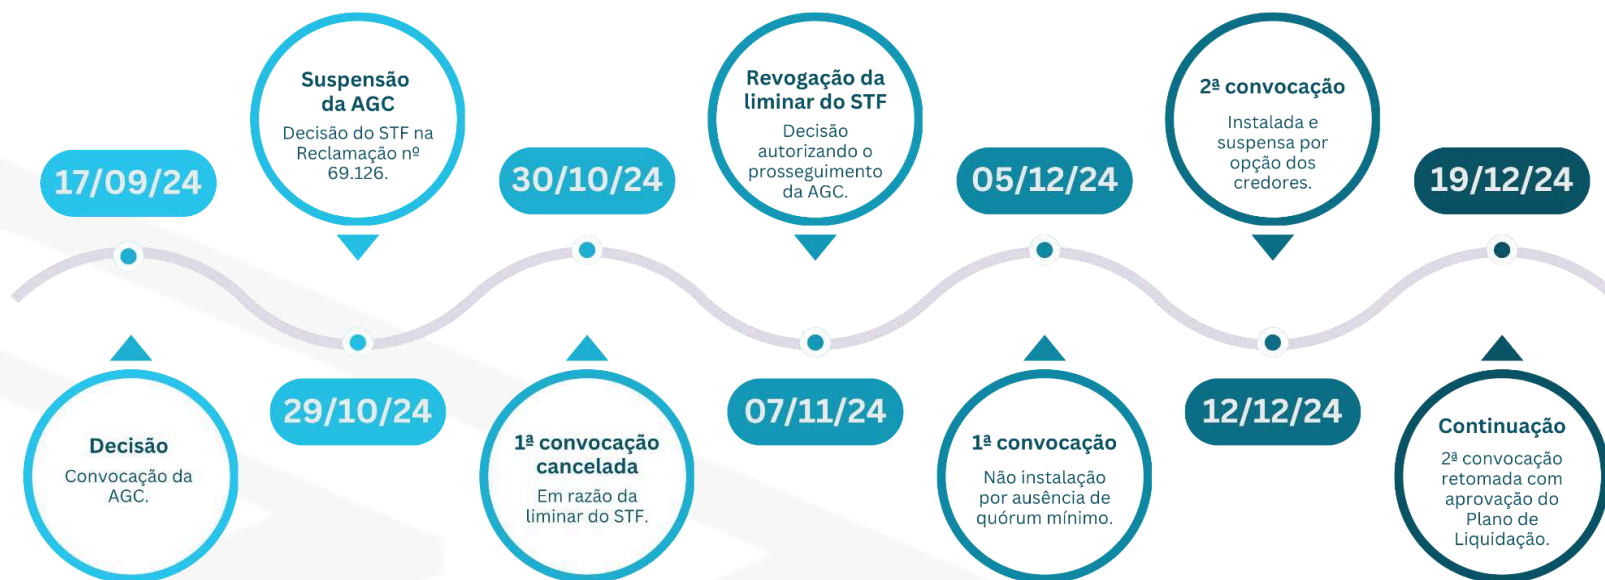 17/09/24
Decisão
Convocação da
AGC.
Suspensão
da AGC
Decisão do STF na
Reclamação nº
69.126.
29/10/24
30/10/24
1ª convocação
cancelada
Em razão da
liminar do STF.
Revogação da
liminar do STF
Decisão
autorizando o
prosseguimento
da AGC.
07/11/24
05/12/24
1ª convocação
Não instalação
por ausência de
quórum mínimo.
2ª convocação
Instalada e
suspensa por
opção dos
credores.
12/12/24
19/12/24
Continuação
2ª convocação
retomada com
aprovação do
Plano de
Liquidação.